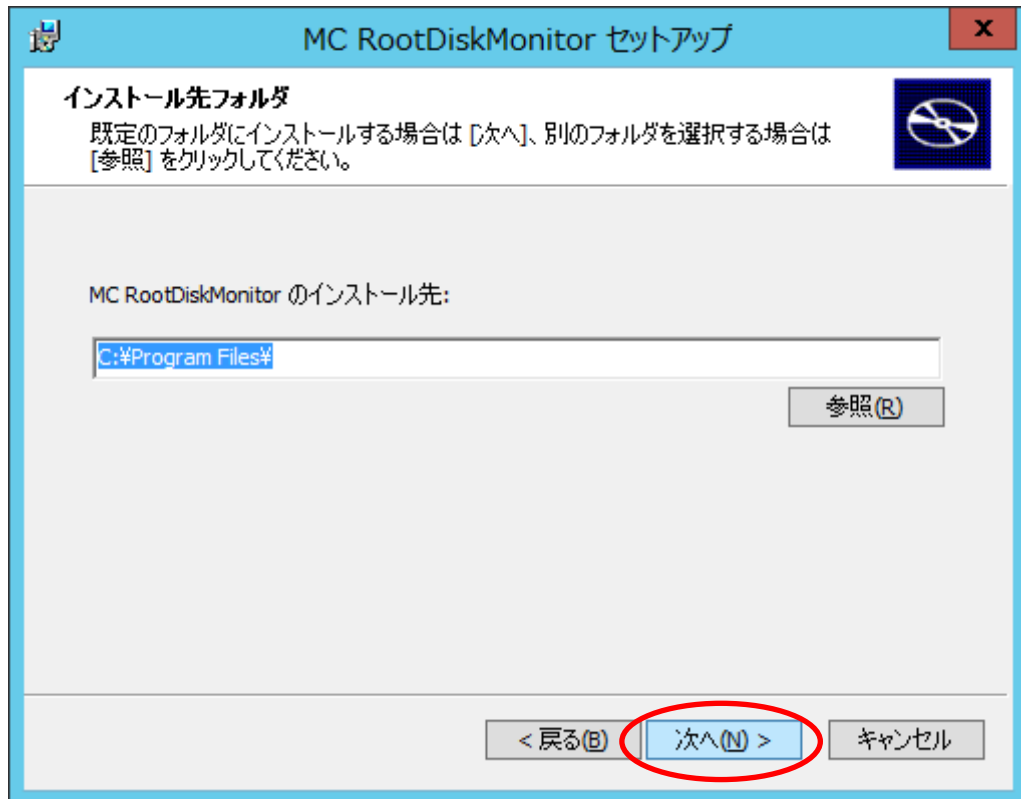 MC RootDiskMonitor セットアップ
x
インストール先フォルダ
既定のフォルダにインストールする場合は [次へ]、別のフォルダを選択する場合は
[参照] をクリックしてください。
MC RootDiskMonitor のインストール先:
C:¥Program Files¥
参照(R)
< 戻る(B) 次へ(N) > キャンセル